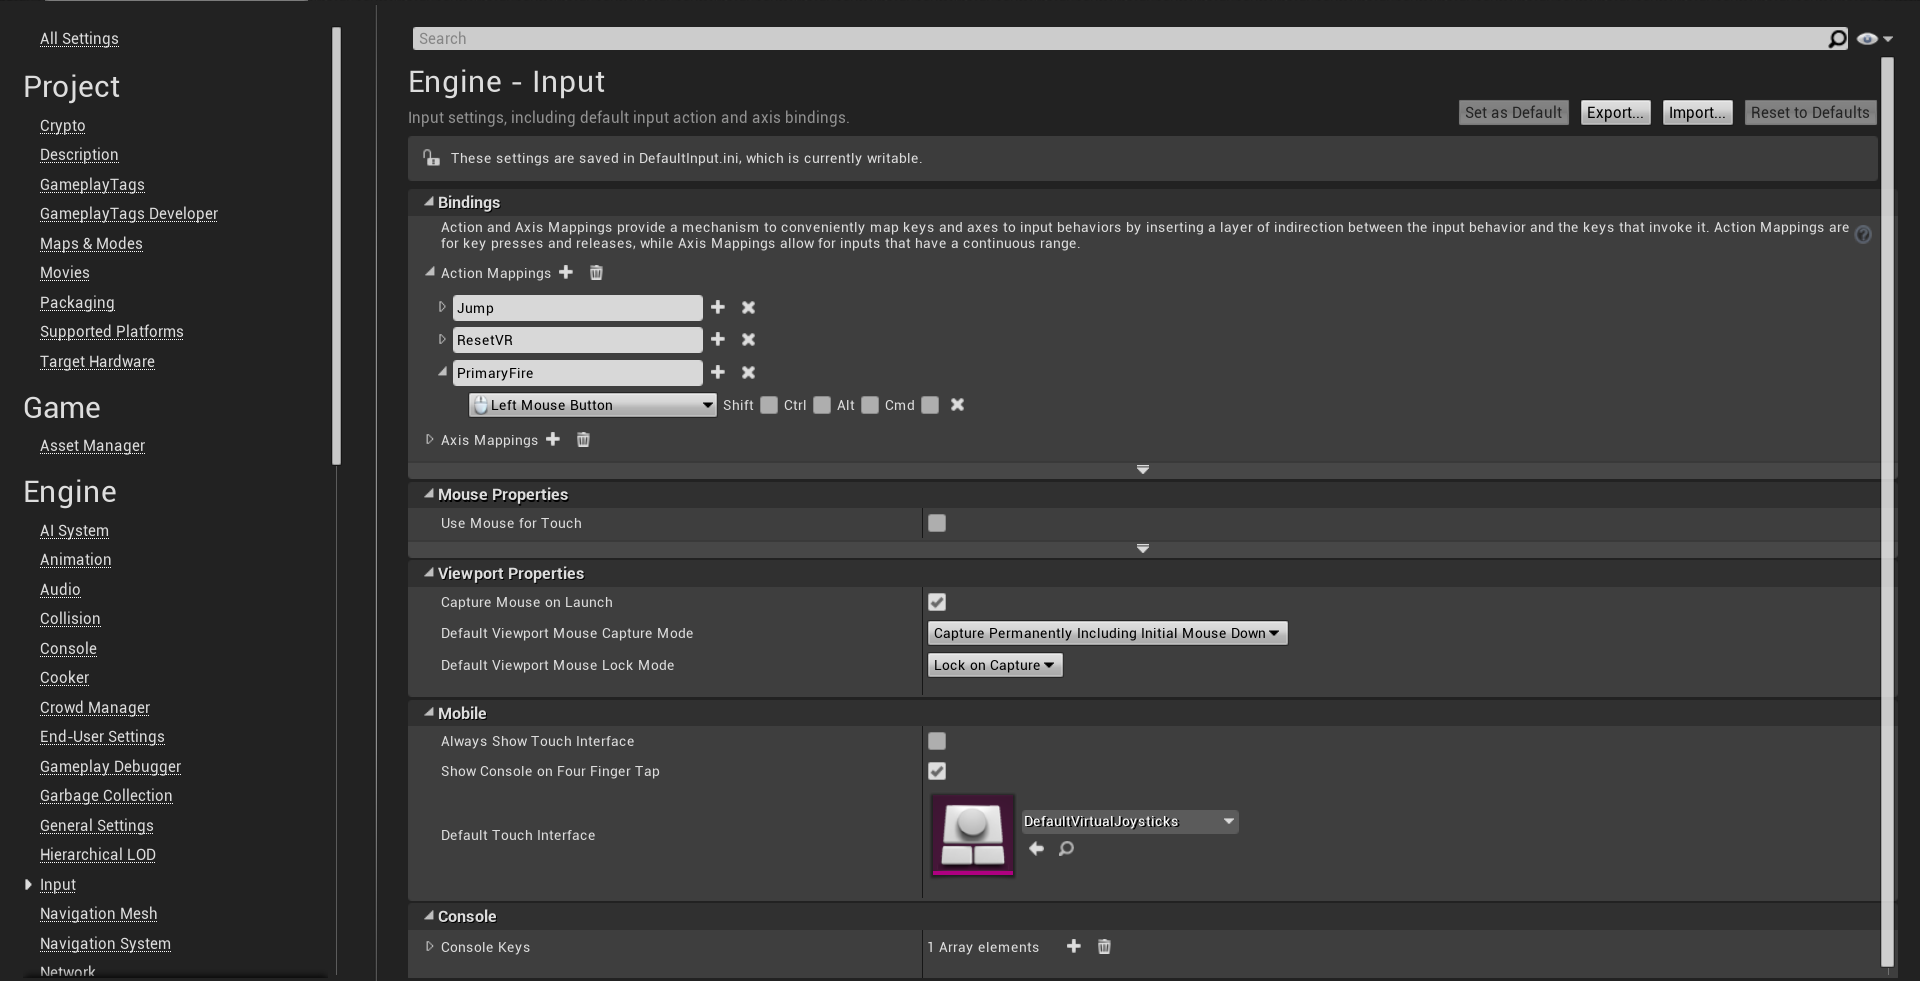 All Settings
Project
Crypto
Description
GameplayTags
GameplayTags Developer
Maps & Modes
Movies
Packaging
Supported Platforms
Target Hardware
Game
Asset Manager
Engine
AI System
Animation
Audio
Collision
Console
Cooker
Crowd Manager
End-User Settings
Gameplay Debugger
Garbage Collection
General Settings
Hierarchical LOD
Input
Navigation Mesh
Navigation System
Network
Search
Engine - Input
Input settings, including default input action and axis bindings.
Set as Default Export... Import... Reset to Defaults
These settings are saved in DefaultInput.ini, which is currently writable.
Bindings
Action and Axis Mappings provide a mechanism to conveniently map keys and axes to input behaviors by inserting a layer of indirection between the input behavior and the keys that invoke it. Action Mappings are
for key presses and releases, while Axis Mappings allow for inputs that have a continuous range.
Action Mappings
Jump
ResetVR
PrimaryFire
Left Mouse Button Shift Ctrl Alt Cmd
Axis Mappings
Mouse Properties
Use Mouse for Touch
Viewport Properties
Capture Mouse on Launch
Default Viewport Mouse Capture Mode Capture Permanently Including Initial Mouse Down
Default Viewport Mouse Lock Mode Lock on Capture
Mobile
Always Show Touch Interface
Show Console on Four Finger Tap
Default Touch Interface DefaultVirtualJoysticks
Console
Console Keys 1 Array elements